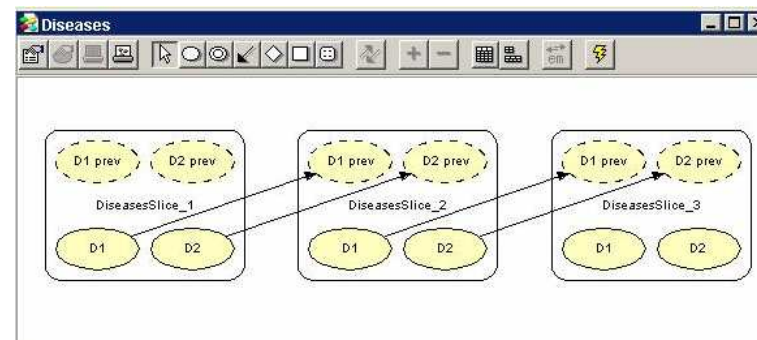 Diseases
em
D1 prev D2 prev D1 prev D2 prev D1 prev D2 prev
DiseasesSlice_1 DiseasesSlice_2 DiseasesSlice_3
D1 D2 D1 D2 D1 D2